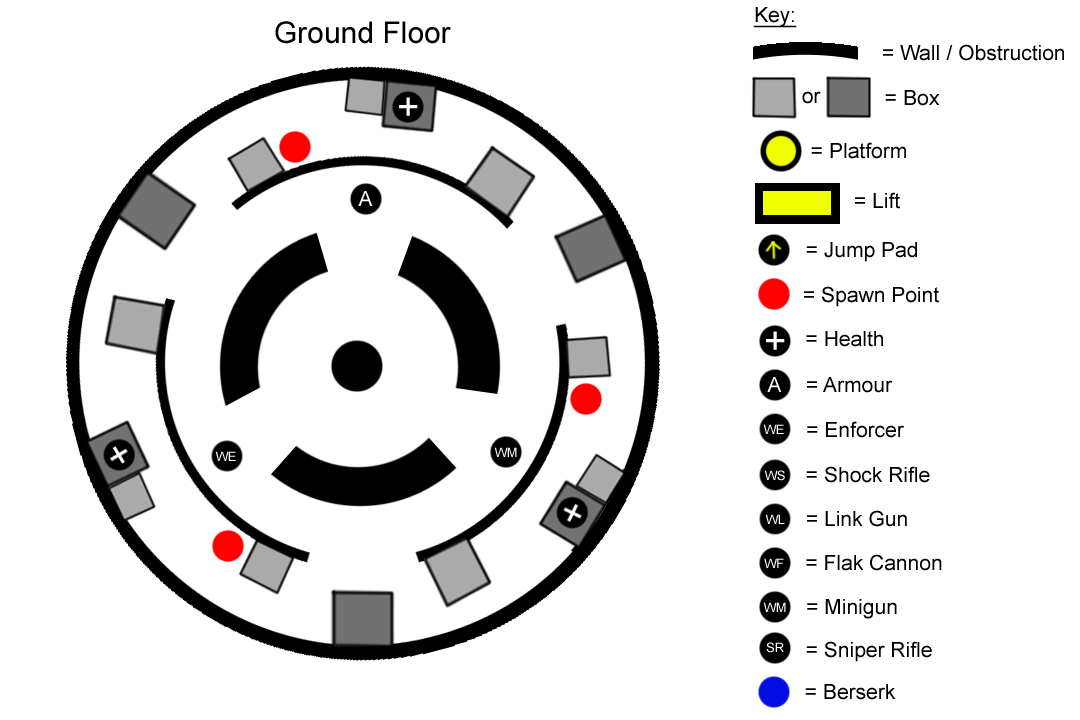 Ground Floor
Key:
= Wall / Obstruction
or
= Box
= Platform
= Lift
= Jump Pad
= Spawn Point
= Health
A = Armour
WE = Enforcer
WS = Shock Rifle
WL = Link Gun
WF = Flak Cannon
WM = Minigun
SR = Sniper Rifle
= Berserk
A
WE
WM